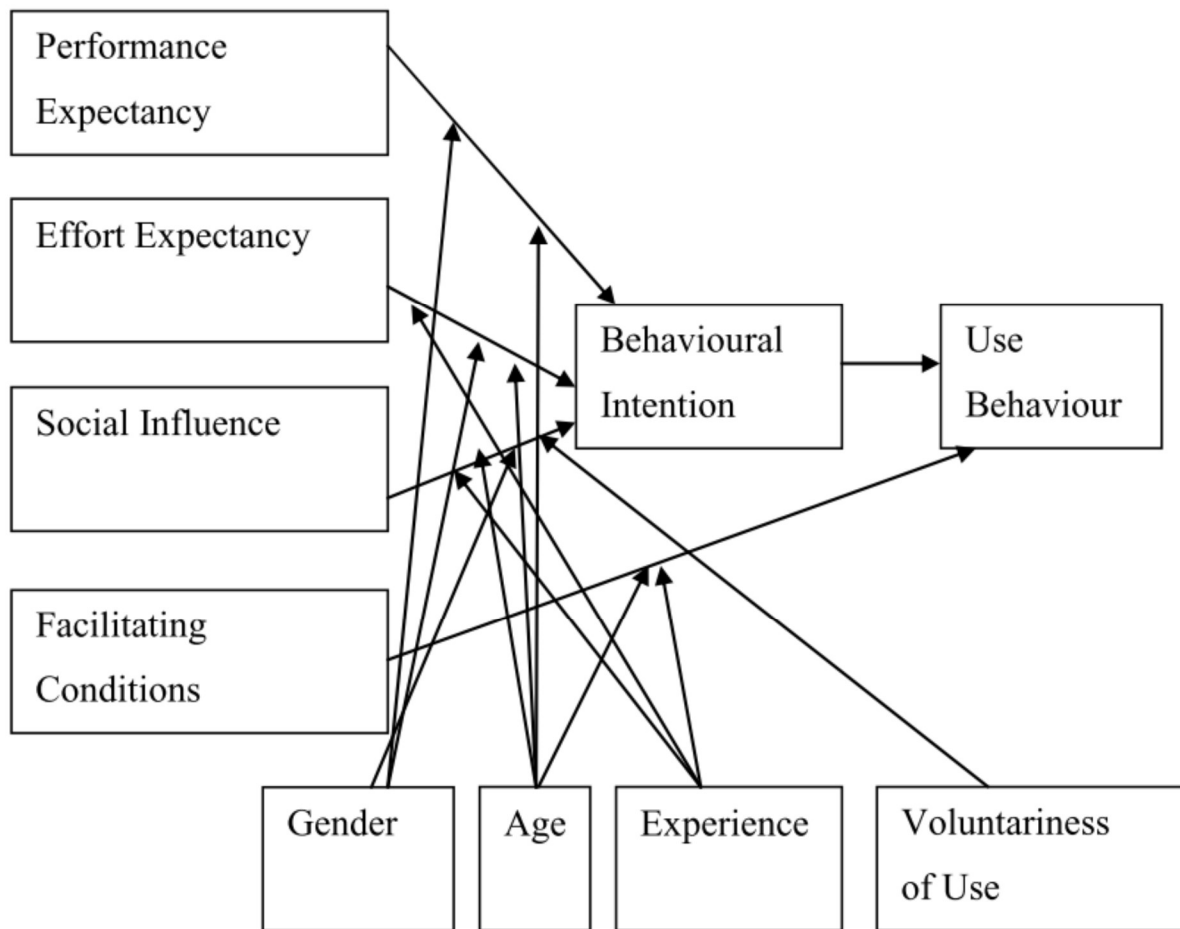 Performance
Expectancy
Effort Expectancy
Social Influence
Facilitating
Conditions
Behavioural
Intention
Use
Behaviour
Gender
Age
Experience
Voluntariness
of Use